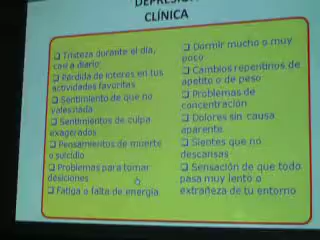 DEPRESION
CLÍNICA
❑ Tristeza durante el día,
casi a diario
❑ Pérdida de interés en tus
actividades favoritas
❑ Sentimiento de que no
vales nada
❑ Sentimientos de culpa
exagerados
❑ Pensamientos de muerte
o suicidio
❑ Problemas para tomar
desiciones
❑ Fatiga o falta de energía
❑ Dormir mucho o muy
poco
❑ Cambios repentinos de
apetito o de peso
❑ Problemas de
concentración
❑ Dolores sin causa
aparente
❑ Sientes que no
descansas
❑ Sensación de que todo
pasa muy lento o
extrañeza de tu entorno